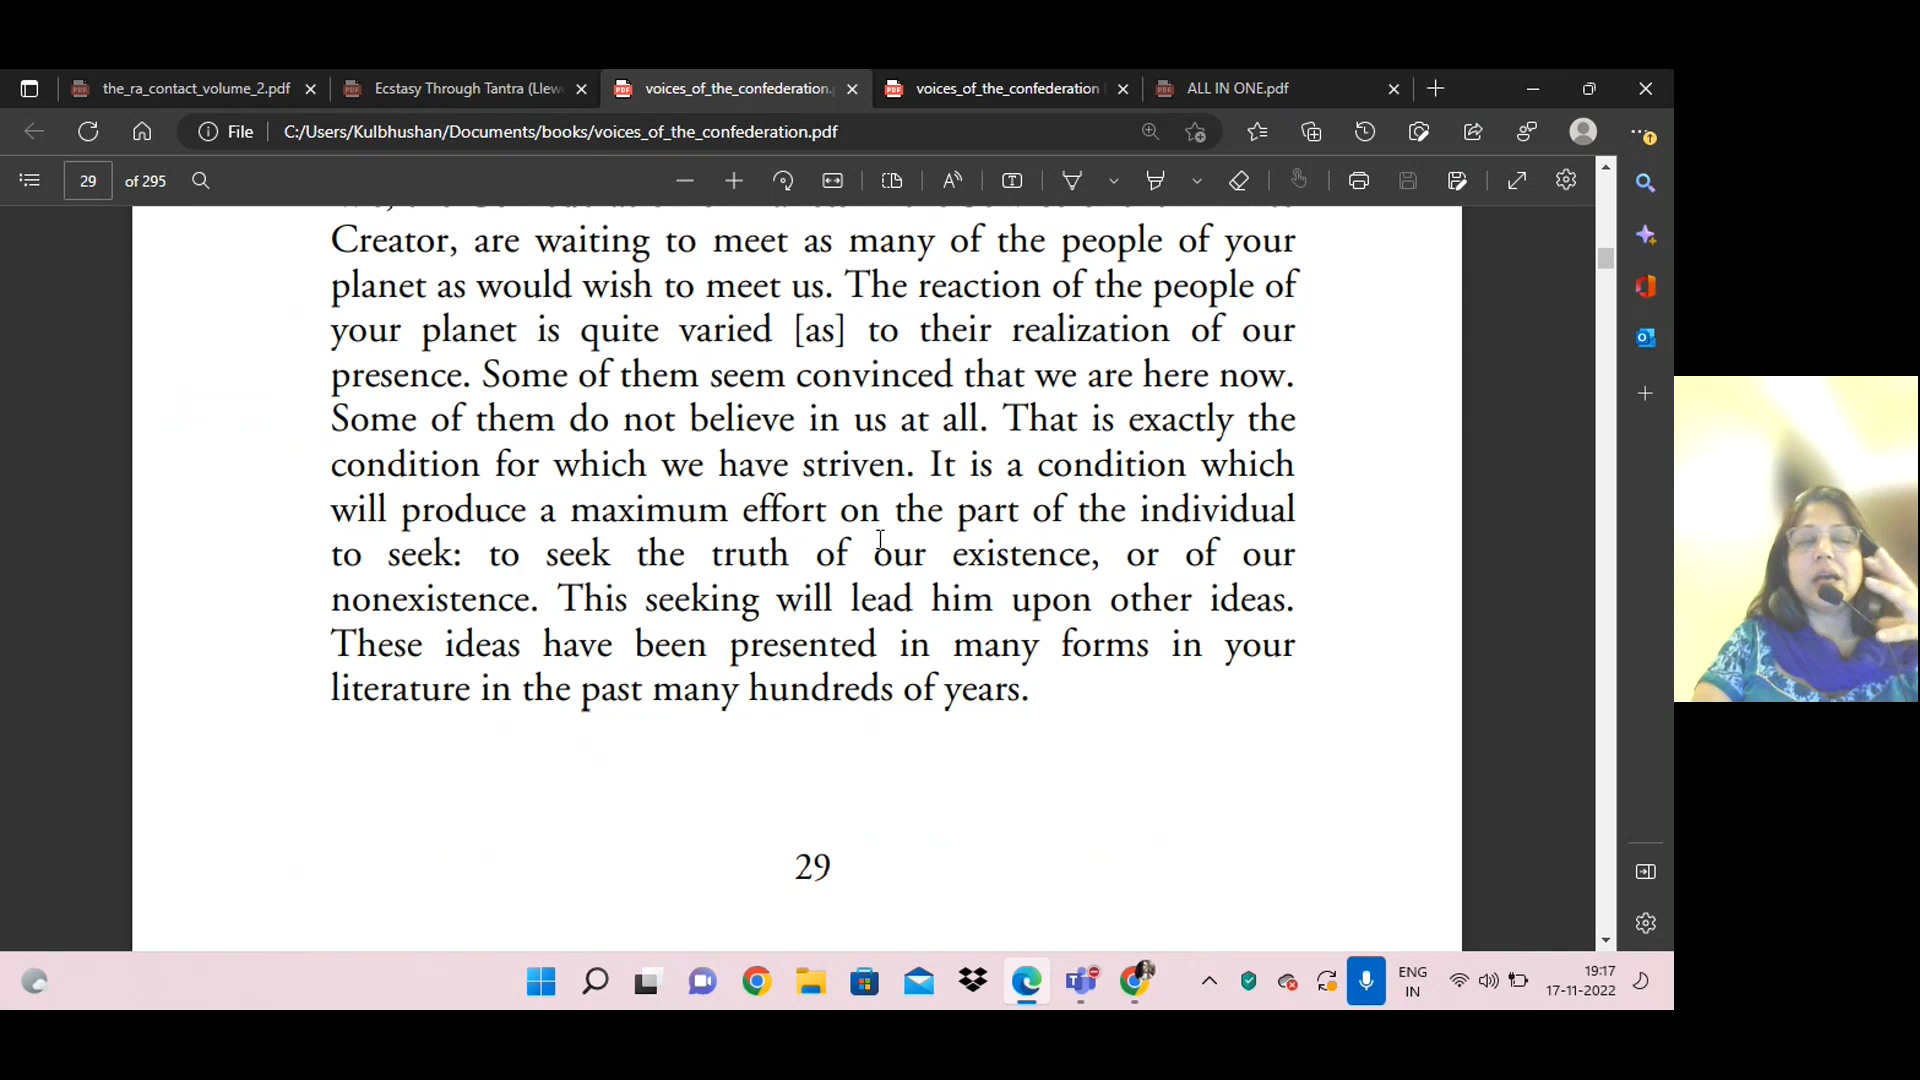 the_ra_contact_volume_2.pdf
Ecstasy Through Tantra (Llew
voices_of_the_confederation.
voices_of_the_confederation
ALL IN ONE.pdf
File
C:/Users/Kulbhushan/Documents/books/voices_of_the_confederation.pdf
29
of 295
Creator, are waiting to meet as many of the people of your
planet as would wish to meet us. The reaction of the people of
your planet is quite varied [as] to their realization of our
presence. Some of them seem convinced that we are here now.
Some of them do not believe in us at all. That is exactly the
condition for which we have striven. It is a condition which
will produce a maximum effort on the part of the individual
to seek: to seek the truth of our existence, or of our
nonexistence. This seeking will lead him upon other ideas.
These ideas have been presented in many forms in your
literature in the past many hundreds of years.
29
ENG
IN
19:17
17-11-2022